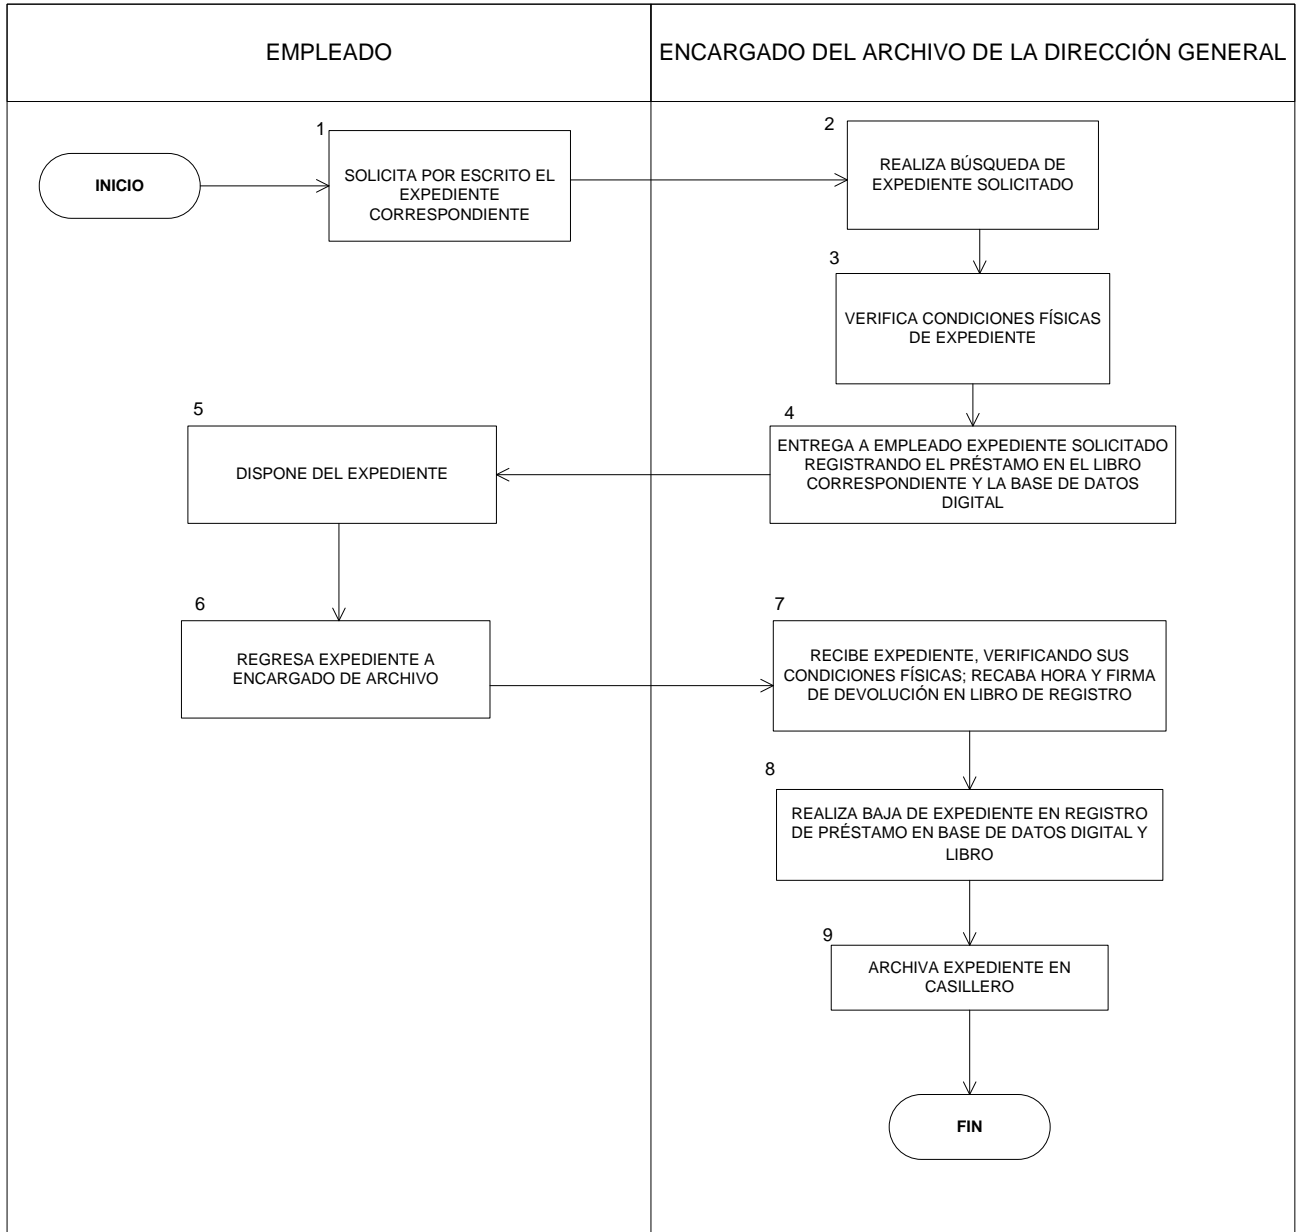 EMPLEADO
ENCARGADO DEL ARCHIVO DE LA DIRECCIÓN GENERAL
INICIO
1
SOLICITA POR ESCRITO EL
EXPEDIENTE
CORRESPONDIENTE
2
REALIZA BÚSQUEDA DE
EXPEDIENTE SOLICITADO
3
VERIFICA CONDICIONES FÍSICAS
DE EXPEDIENTE
4
ENTREGA A EMPLEADO EXPEDIENTE SOLICITADO
REGISTRANDO EL PRÉSTAMO EN EL LIBRO
CORRESPONDIENTE Y LA BASE DE DATOS
DIGITAL
5
DISPONE DEL EXPEDIENTE
6
REGRESA EXPEDIENTE A
ENCARGADO DE ARCHIVO
7
RECIBE EXPEDIENTE, VERIFICANDO SUS
CONDICIONES FÍSICAS; RECABA HORA Y FIRMA
DE DEVOLUCIÓN EN LIBRO DE REGISTRO
8
REALIZA BAJA DE EXPEDIENTE EN REGISTRO
DE PRÉSTAMO EN BASE DE DATOS DIGITAL Y
LIBRO
9
ARCHIVA EXPEDIENTE EN
CASILLERO
FIN